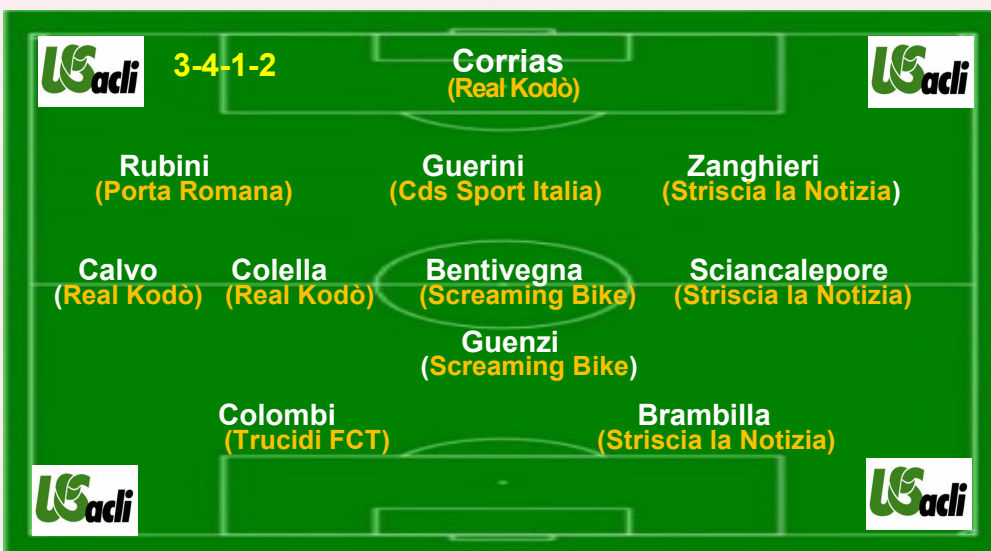 USacli
3-4-1-2
Corrias
USacli
(Real Kodò)
Rubini
Guerini
Zanghieri
(Porta Romana)
(Cds Sport Italia)
(Striscia la Notizia)
Calvo
Colella
Bentivegna
Sciancalepore
(Real Kodò)
(Real Kodò)
(Screaming Bike)
(Striscia la Notizia)
Guenzi
(Screaming Bike)
Colombi
Brambilla
(Trucidi FCT)
(Striscia la Notizia)
USacli
USacli